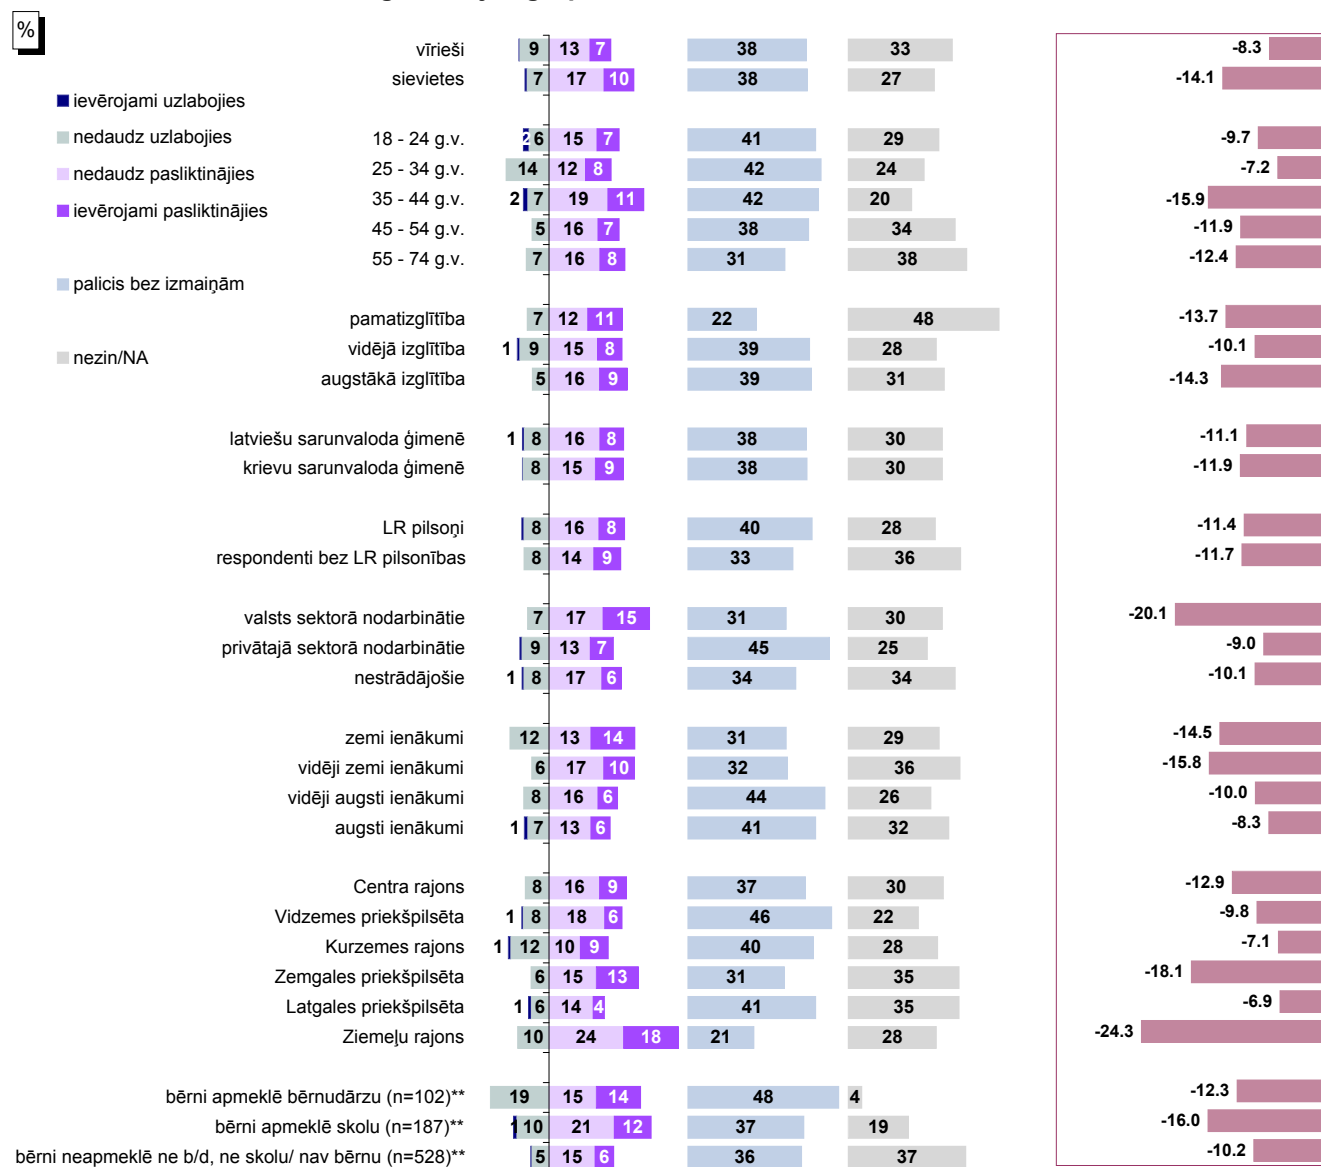 %
ievērojami uzlabojies
nedaudz uzlabojies
nedaudz pasliktinājies
ievērojami pasliktinājies
palicis bez izmaiņām
nezin/NA
vīrieši 9 13 7 38 33 -8.3
sievietes 7 17 10 38 27 -14.1
18 - 24 g.v. 2 6 15 7 41 29 -9.7
25 - 34 g.v. 14 12 8 42 24 -7.2
35 - 44 g.v. 2 7 19 11 42 20 -15.9
45 - 54 g.v. 5 16 7 38 34 -11.9
55 - 74 g.v. 7 16 8 31 38 -12.4
pamatizglītība 7 12 11 22 48 -13.7
vidējā izglītība 1 9 15 8 39 28 -10.1
augstākā izglītība 5 16 9 39 31 -14.3
latviešu sarunvaloda ģimenē 1 8 16 8 38 30 -11.1
krievu sarunvaloda ģimenē 8 15 9 38 30 -11.9
LR pilsoņi 8 16 8 40 28 -11.4
respondenti bez LR pilsonības 8 14 9 33 36 -11.7
valsts sektorā nodarbinātie 7 17 15 31 30 -20.1
privātajā sektorā nodarbinātie 9 13 7 45 25 -9.0
nestrādājošie 1 8 17 6 34 34 -10.1
zemi ienākumi 12 13 14 31 29 -14.5
vidēji zemi ienākumi 6 17 10 32 36 -15.8
vidēji augsti ienākumi 8 16 6 44 26 -10.0
augsti ienākumi 1 7 13 6 41 32 -8.3
Centra rajons 8 16 9 37 30 -12.9
Vidzemes priekšpilsēta 1 8 18 6 46 22 -9.8
Kurzemes rajons 1 12 10 9 40 28 -7.1
Zemgales priekšpilsēta 6 15 13 31 35 -18.1
Latgales priekšpilsēta 1 6 14 4 41 35 -6.9
Ziemeļu rajons 10 24 18 21 28 -24.3
bērni apmeklē bērnudārzu (n=102)** 19 15 14 48 4 -12.3
bērni apmeklē skolu (n=187)** 1 10 21 12 37 19 -16.0
bērni neapmeklē ne b/d, ne skolu/ nav bērnu (n=528)** 5 15 6 36 37 -10.2